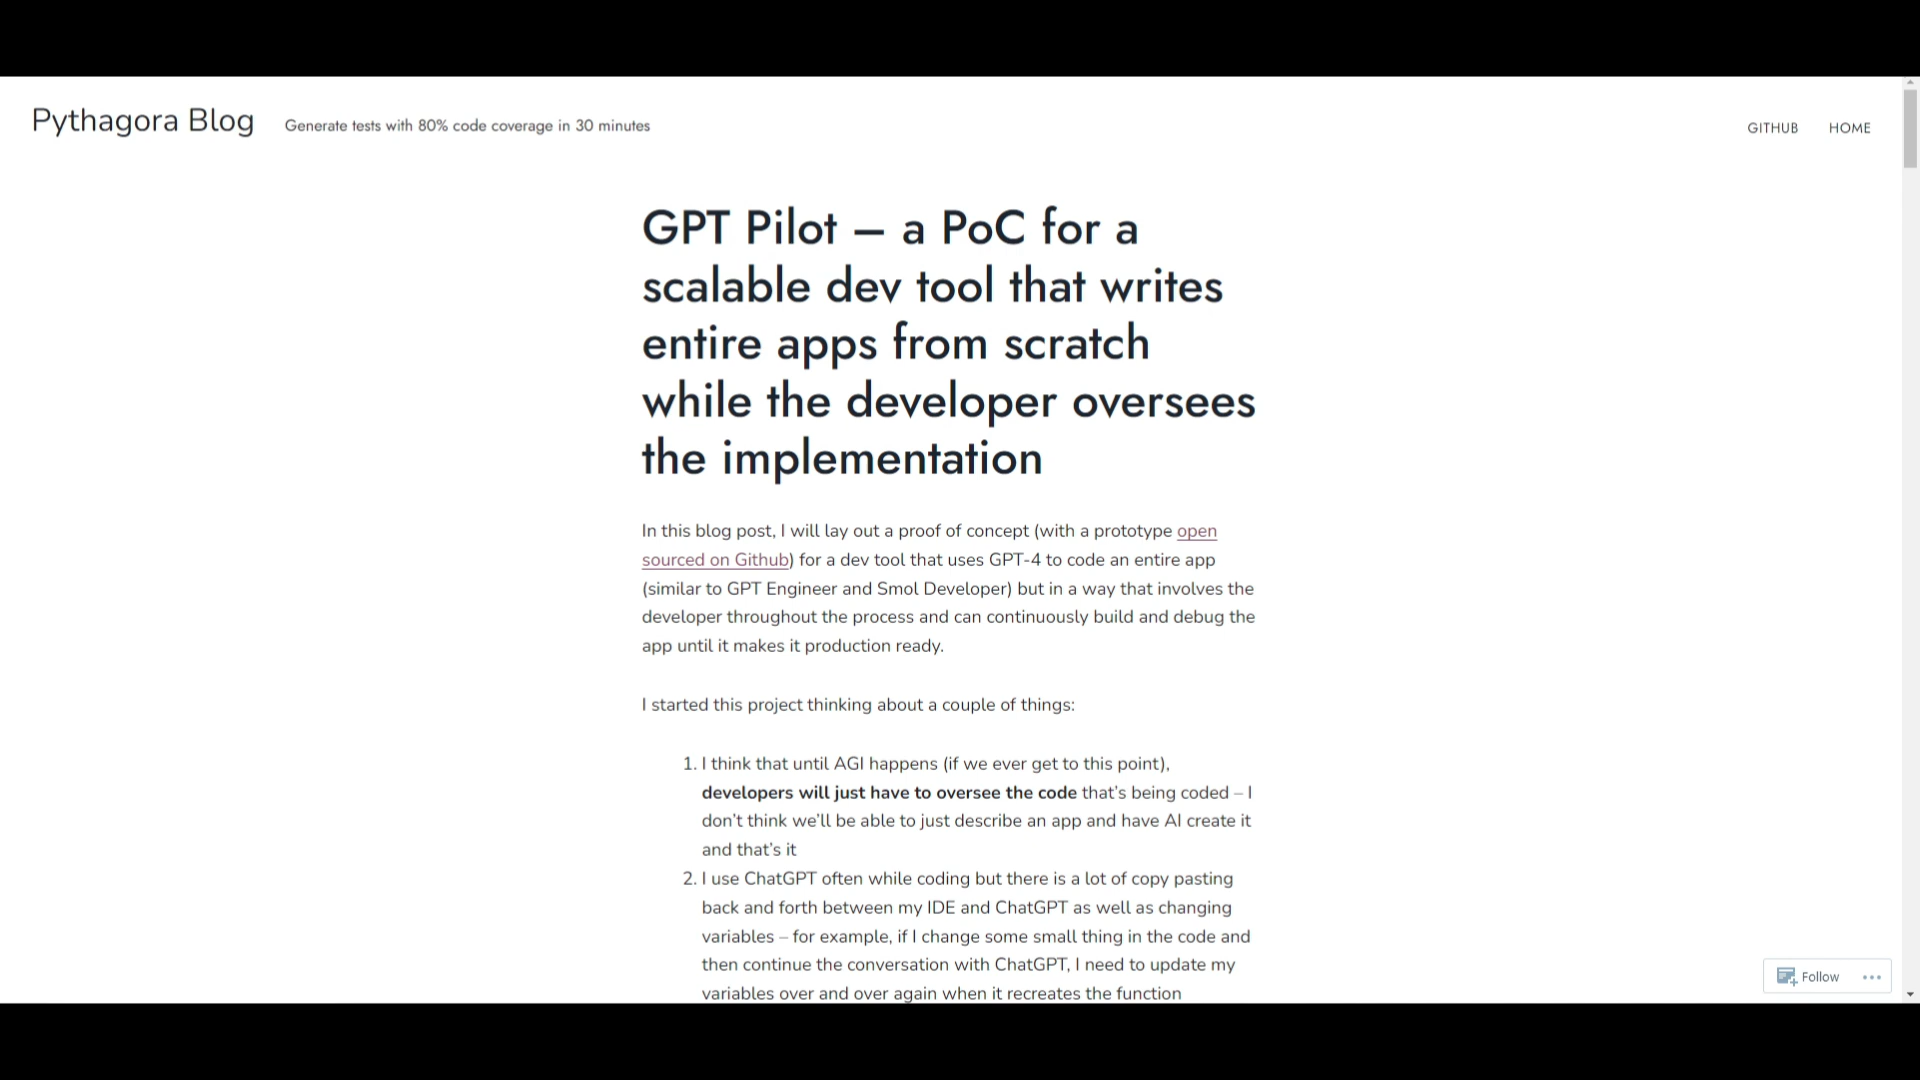 Pythagora Blog
Generate tests with 80% code coverage in 30 minutes
GITHUB
HOME
GPT Pilot – a PoC for a
scalable dev tool that writes
entire apps from scratch
while the developer oversees
the implementation
In this blog post, I will lay out a proof of concept (with a prototype open
sourced on Github) for a dev tool that uses GPT-4 to code an entire app
(similar to GPT Engineer and Smol Developer) but in a way that involves the
developer throughout the process and can continuously build and debug the
app until it makes it production ready.
I started this project thinking about a couple of things:
1. I think that until AGI happens (if we ever get to this point),
developers will just have to oversee the code that's being coded – I
don't think we'll be able to just describe an app and have AI create it
and that's it
2. I use ChatGPT often while coding but there is a lot of copy pasting
back and forth between my IDE and ChatGPT as well as changing
variables – for example, if I change some small thing in the code and
then continue the conversation with ChatGPT, I need to update my
variables over and over again when it recreates the function
Follow